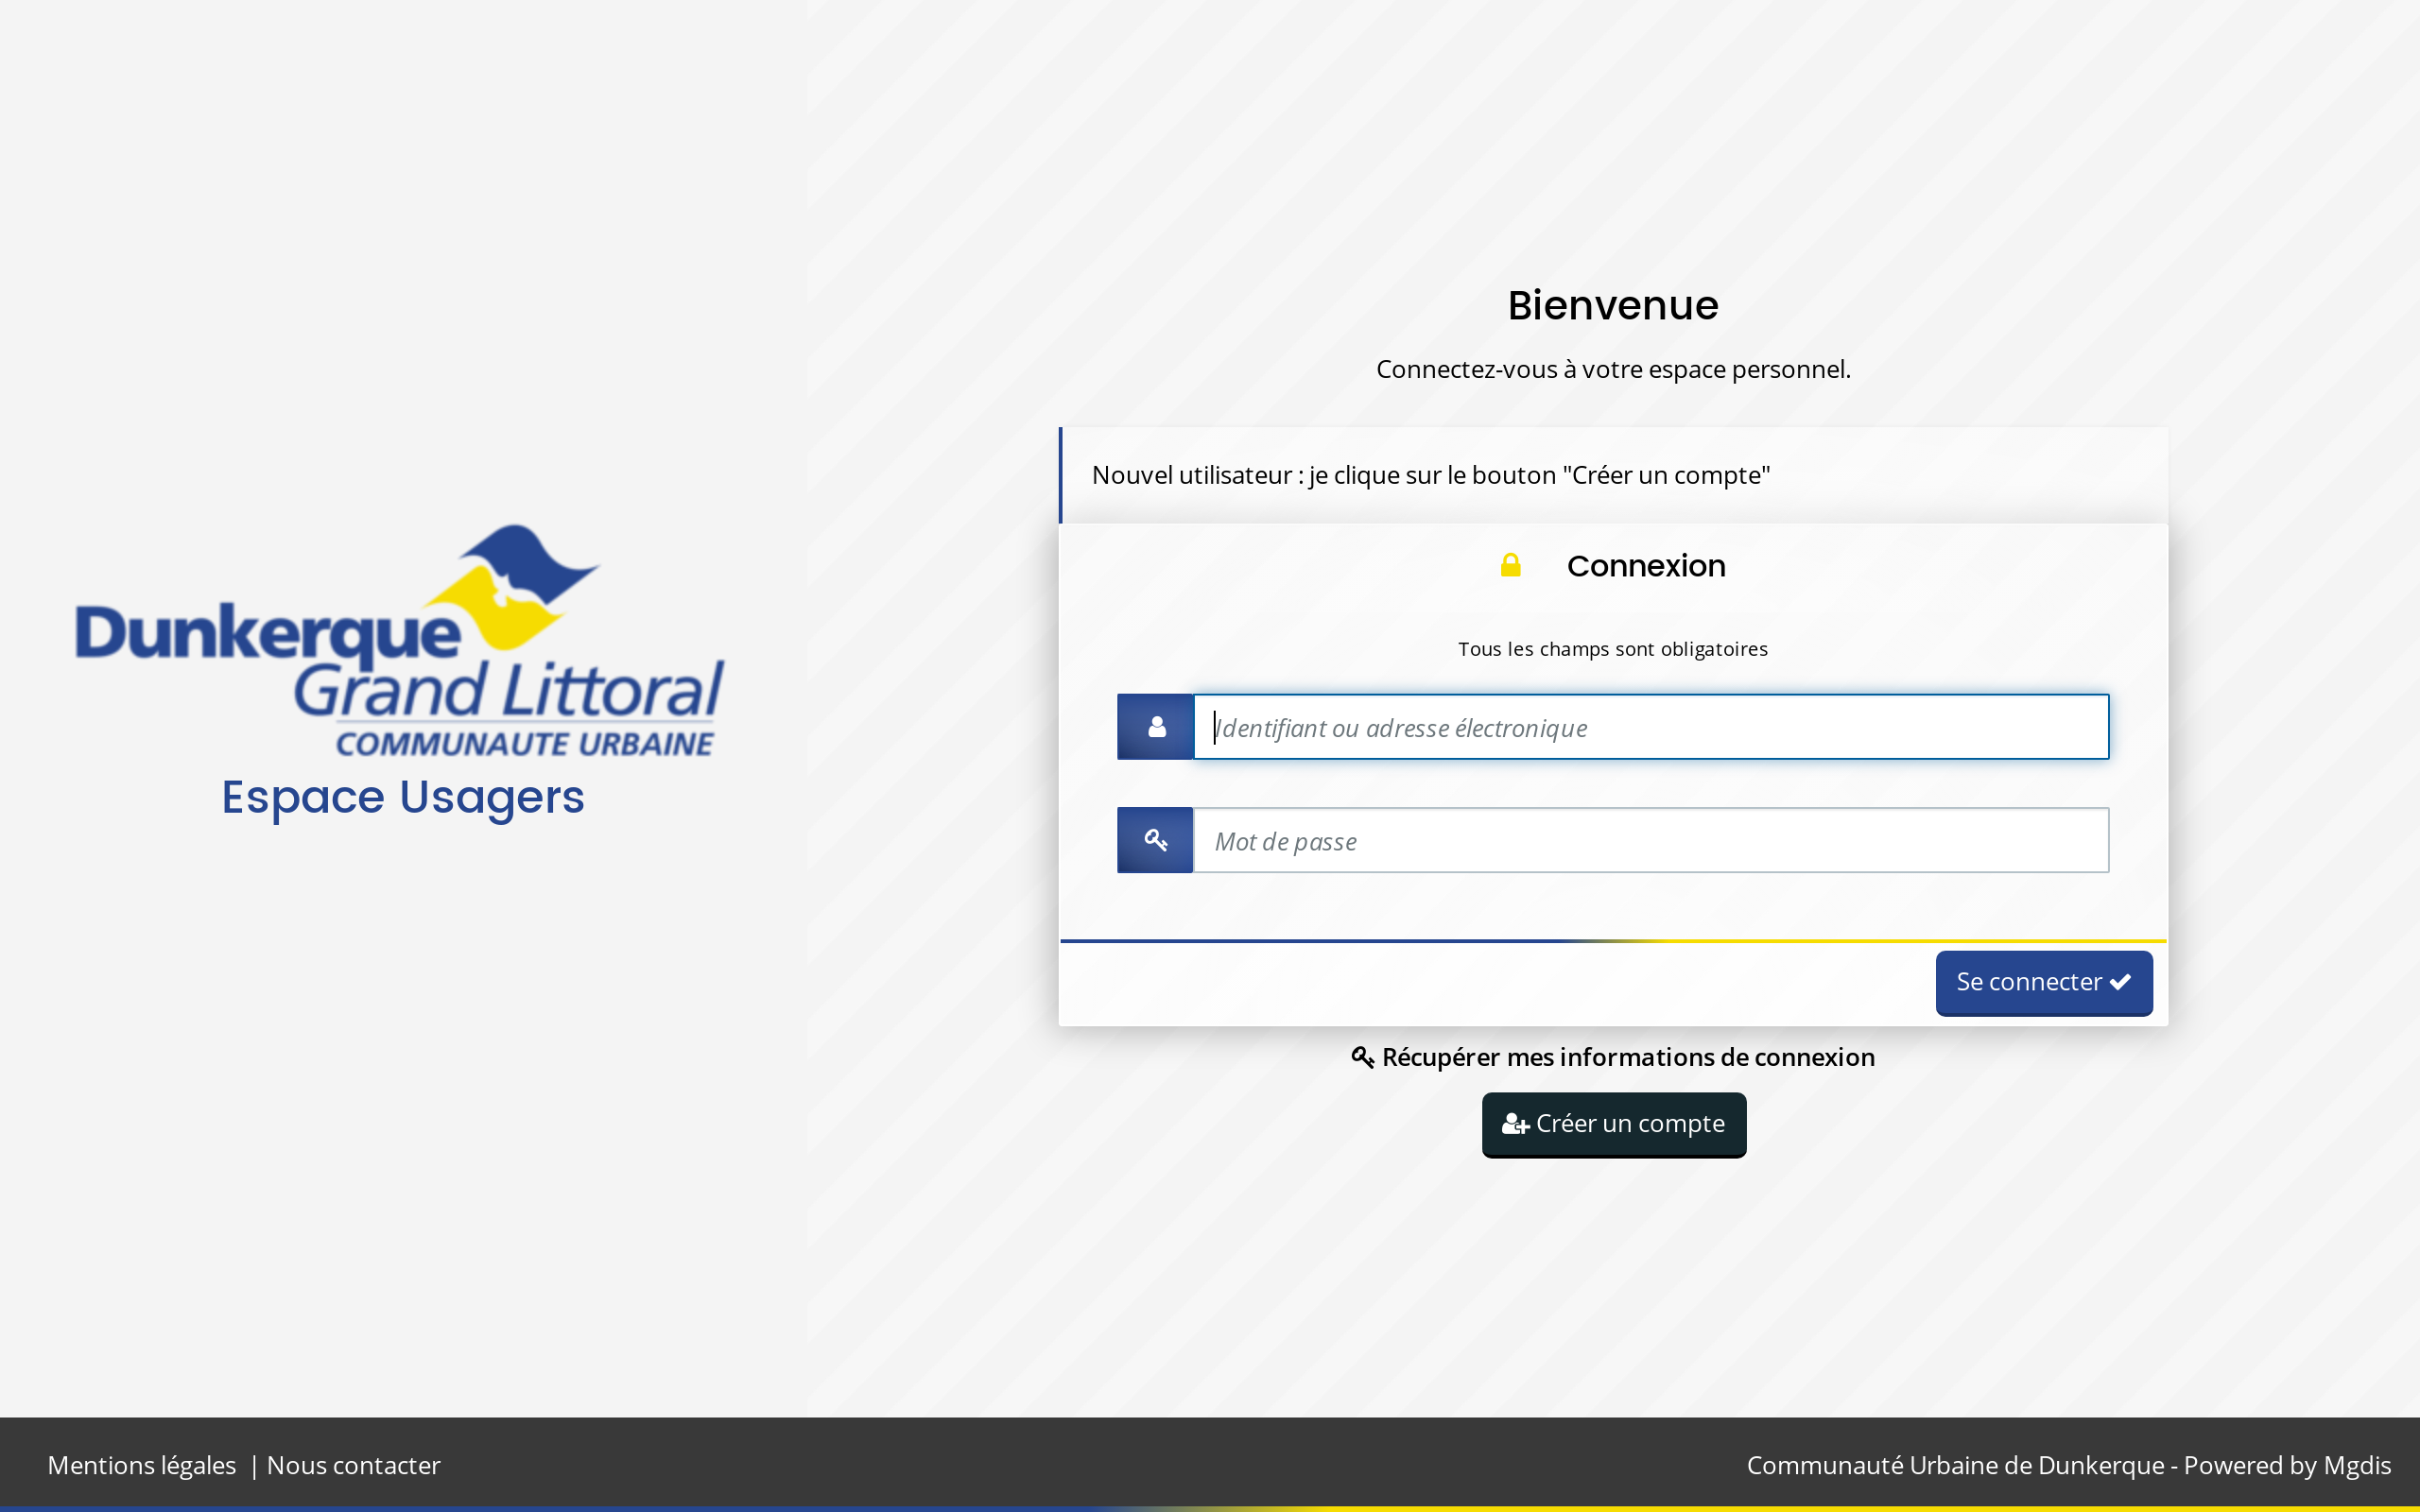 Dunkerque
Grand Littoral
COMMUNAUTE URBAINE
Espace Usagers
Bienvenue
Connectez-vous à votre espace personnel.
Nouvel utilisateur : je clique sur le bouton "Créer un compte"
Connexion
Tous les champs sont obligatoires
Identifiant ou adresse électronique
Mot de passe
Se connecter
Récupérer mes informations de connexion
Créer un compte
Mentions légales | Nous contacter
Communauté Urbaine de Dunkerque - Powered by Mgdis